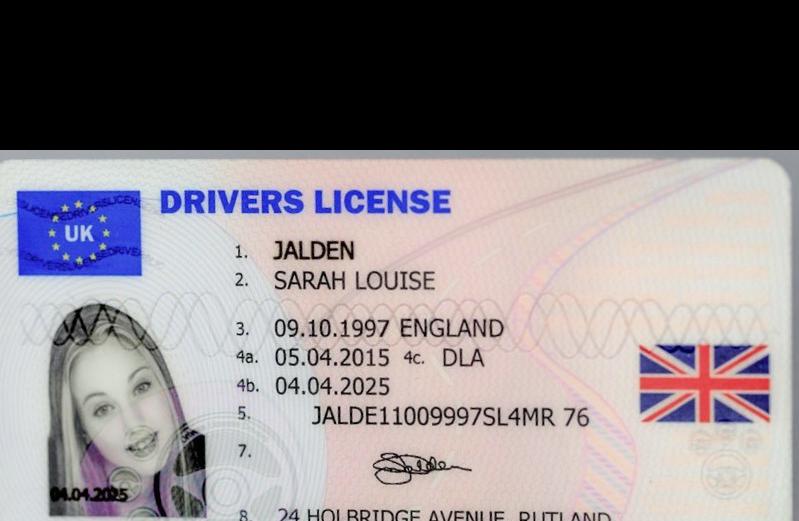 DRIVERS LICENSE
UK
1. JALDEN
2. SARAH LOUISE
3. 09.10.1997 ENGLAND
4a. 05.04.2015 4c. DLA
4b. 04.04.2025
5. JALDE11009997SL4MR 76
7.
04.04.2025
8. 24 HOLBRIDGE AVENUE, RUTLAND